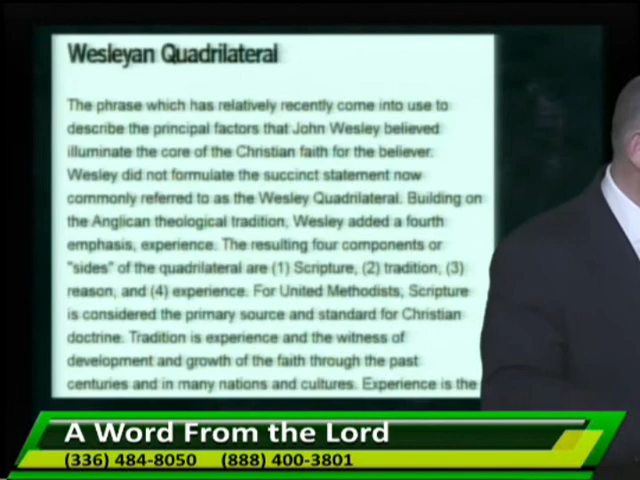 Wesleyan Quadrilateral
The phrase which has relatively recently come into use to
describe the principal factors that John Wesley believed
illuminate the core of the Christian faith for the believer.
Wesley did not formulate the succinct statement now
commonly referred to as the Wesley Quadrilateral. Building on
the Anglican theological tradition, Wesley added a fourth
emphasis, experience. The resulting four components or
"sides" of the quadrilateral are (1) Scripture, (2) tradition, (3)
reason, and (4) experience. For United Methodists, Scripture
is considered the primary source and standard for Christian
doctrine. Tradition is experience and the witness of
development and growth of the faith through the past
centuries and in many nations and cultures. Experience is the
A Word From the Lord
(336) 484-8050 (888) 400-3801